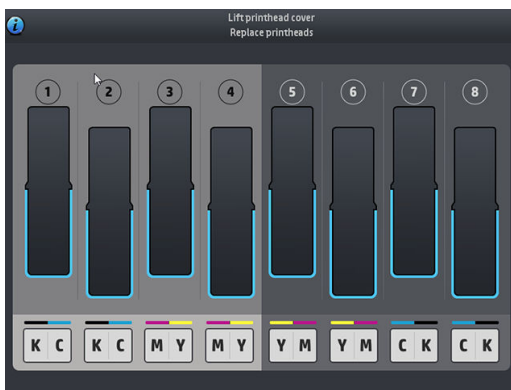 i
Lift printhead cover
Replace printheads
1 2 3 4 5 6 7 8
K C K C M Y M Y Y M Y M C K C K